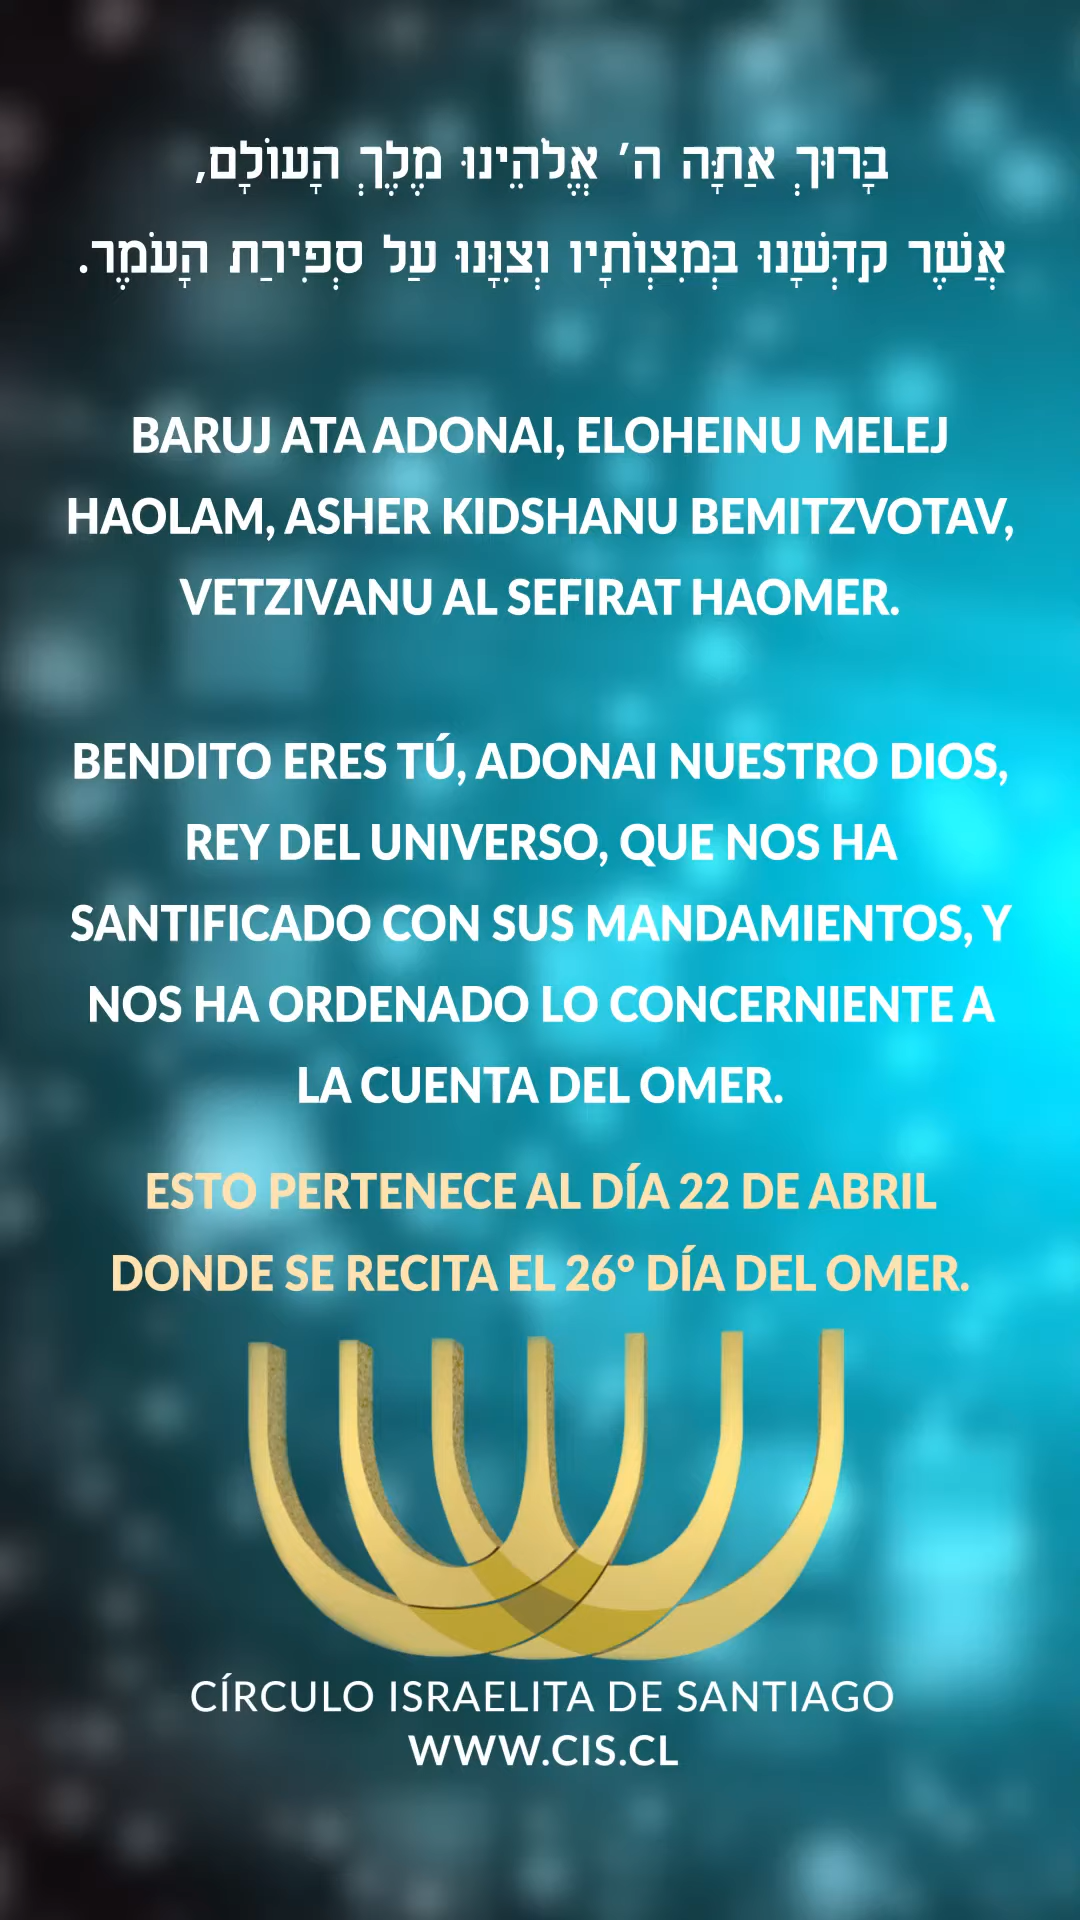 בָּרוּךְ אַתָּה ה׳ אֱלֹהֵינוּ מֶלֶךְ הָעוֹלָם,
אֲשֶׁר קִדְּשָׁנוּ בְּמִצְוֹתָיו וְצִוָּנוּ עַל סְפִירַת הָעֹמֶר.
BARUJ ATA ADONAI, ELOHEINU MELEJ
HAOLAM, ASHER KIDSHANU BEMITZVOTAV,
VETZIVANU AL SEFIRAT HAOMER.
BENDITO ERES TÚ, ADONAI NUESTRO DIOS,
REY DEL UNIVERSO, QUE NOS HA
SANTIFICADO CON SUS MANDAMIENTOS, Y
NOS HA ORDENADO LO CONCERNIENTE A
LA CUENTA DEL OMER.
ESTO PERTENECE AL DÍA 22 DE ABRIL
DONDE SE RECITA EL 26° DÍA DEL OMER.
CÍRCULO ISRAELITA DE SANTIAGO
WWW.CIS.CL